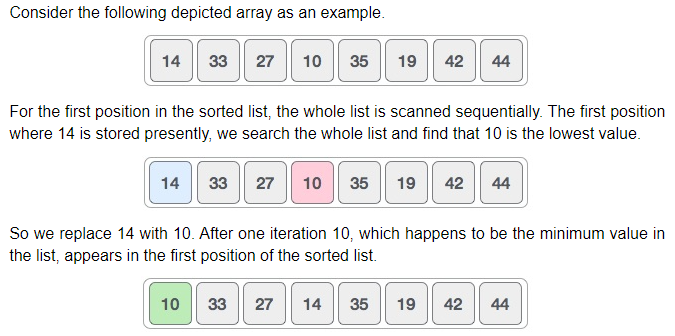 Consider the following depicted array as an example.
14 33 27 10 35 19 42 44
For the first position in the sorted list, the whole list is scanned sequentially. The first position
where 14 is stored presently, we search the whole list and find that 10 is the lowest value.
14 33 27 10 35 19 42 44
So we replace 14 with 10. After one iteration 10, which happens to be the minimum value in
the list, appears in the first position of the sorted list.
10 33 27 14 35 19 42 44